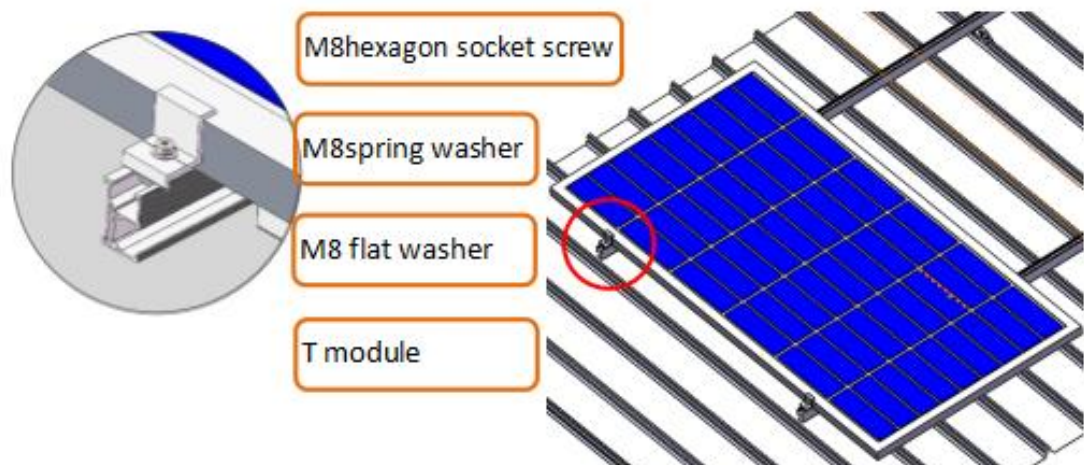 M8hexagon socket screw
M8spring washer
M8 flat washer
T module